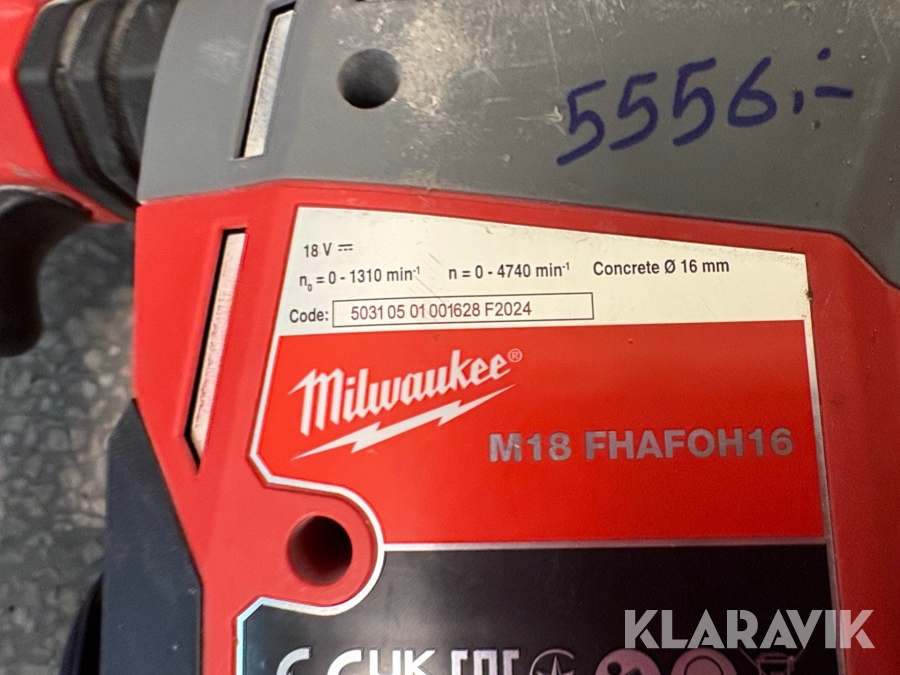 5556,-
18 V ⎓
n₀ = 0 - 1310 min⁻¹ n = 0 - 4740 min⁻¹ Concrete Ø 16 mm
Code: 5031 05 01 001628 F2024
Milwaukee®
M18 FHAFOH16
KLARAVIK